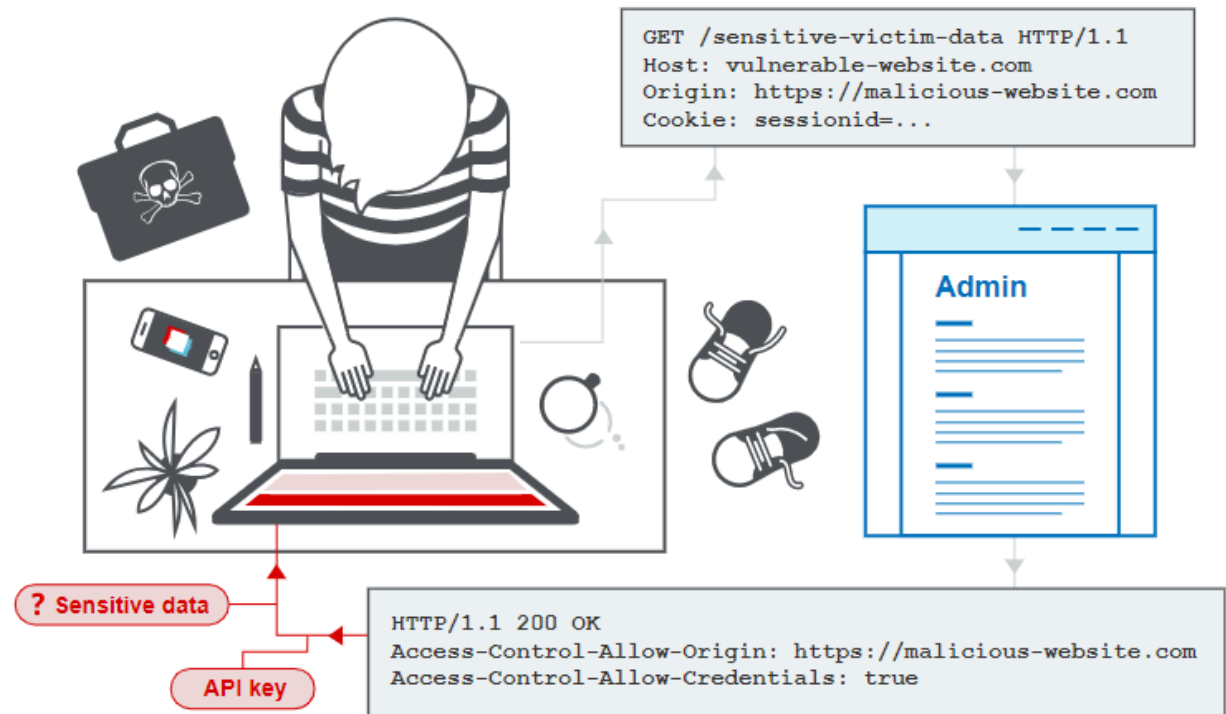 GET /sensitive-victim-data HTTP/1.1
Host: vulnerable-website.com
Origin: https://malicious-website.com
Cookie: sessionid=...
Admin
? Sensitive data
API key
HTTP/1.1 200 OK
Access-Control-Allow-Origin: https://malicious-website.com
Access-Control-Allow-Credentials: true